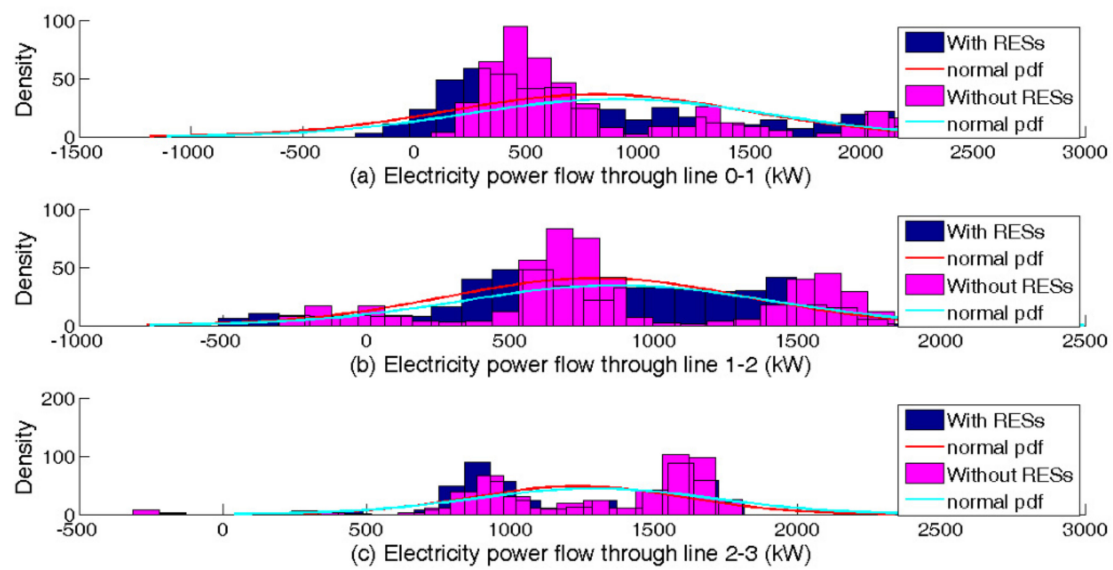 100
50
0
Density
With RESs
normal pdf
Without RESs
normal pdf
-1500 -1000 -500 0 500 1000 1500 2000 2500 3000
(a) Electricity power flow through line 0-1 (kW)
100
50
0
Density
With RESs
normal pdf
Without RESs
normal pdf
-1000 -500 0 500 1000 1500 2000 2500
(b) Electricity power flow through line 1-2 (kW)
200
100
0
Density
With RESs
normal pdf
Without RESs
normal pdf
-500 0 500 1000 1500 2000 2500 3000
(c) Electricity power flow through line 2-3 (kW)